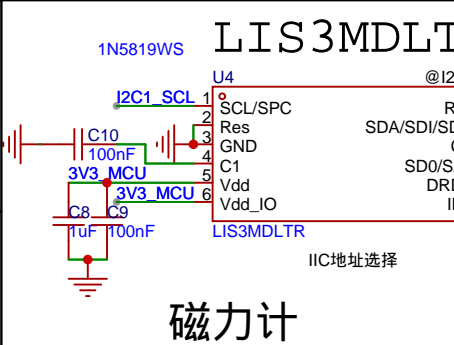 1N5819WS
LIS3MDLT
U4
@I2
I2C1_SCL 1
SCL/SPC
2
Res
SDA/SDI/SD
3
GND
C10
100nF
4
C1
SD0/S
3V3_MCU
5
Vdd
DRD
3V3_MCU 6
Vdd_IO
C8
1uF
C9
100nF
LIS3MDLTR
IIC地址选择
磁力计